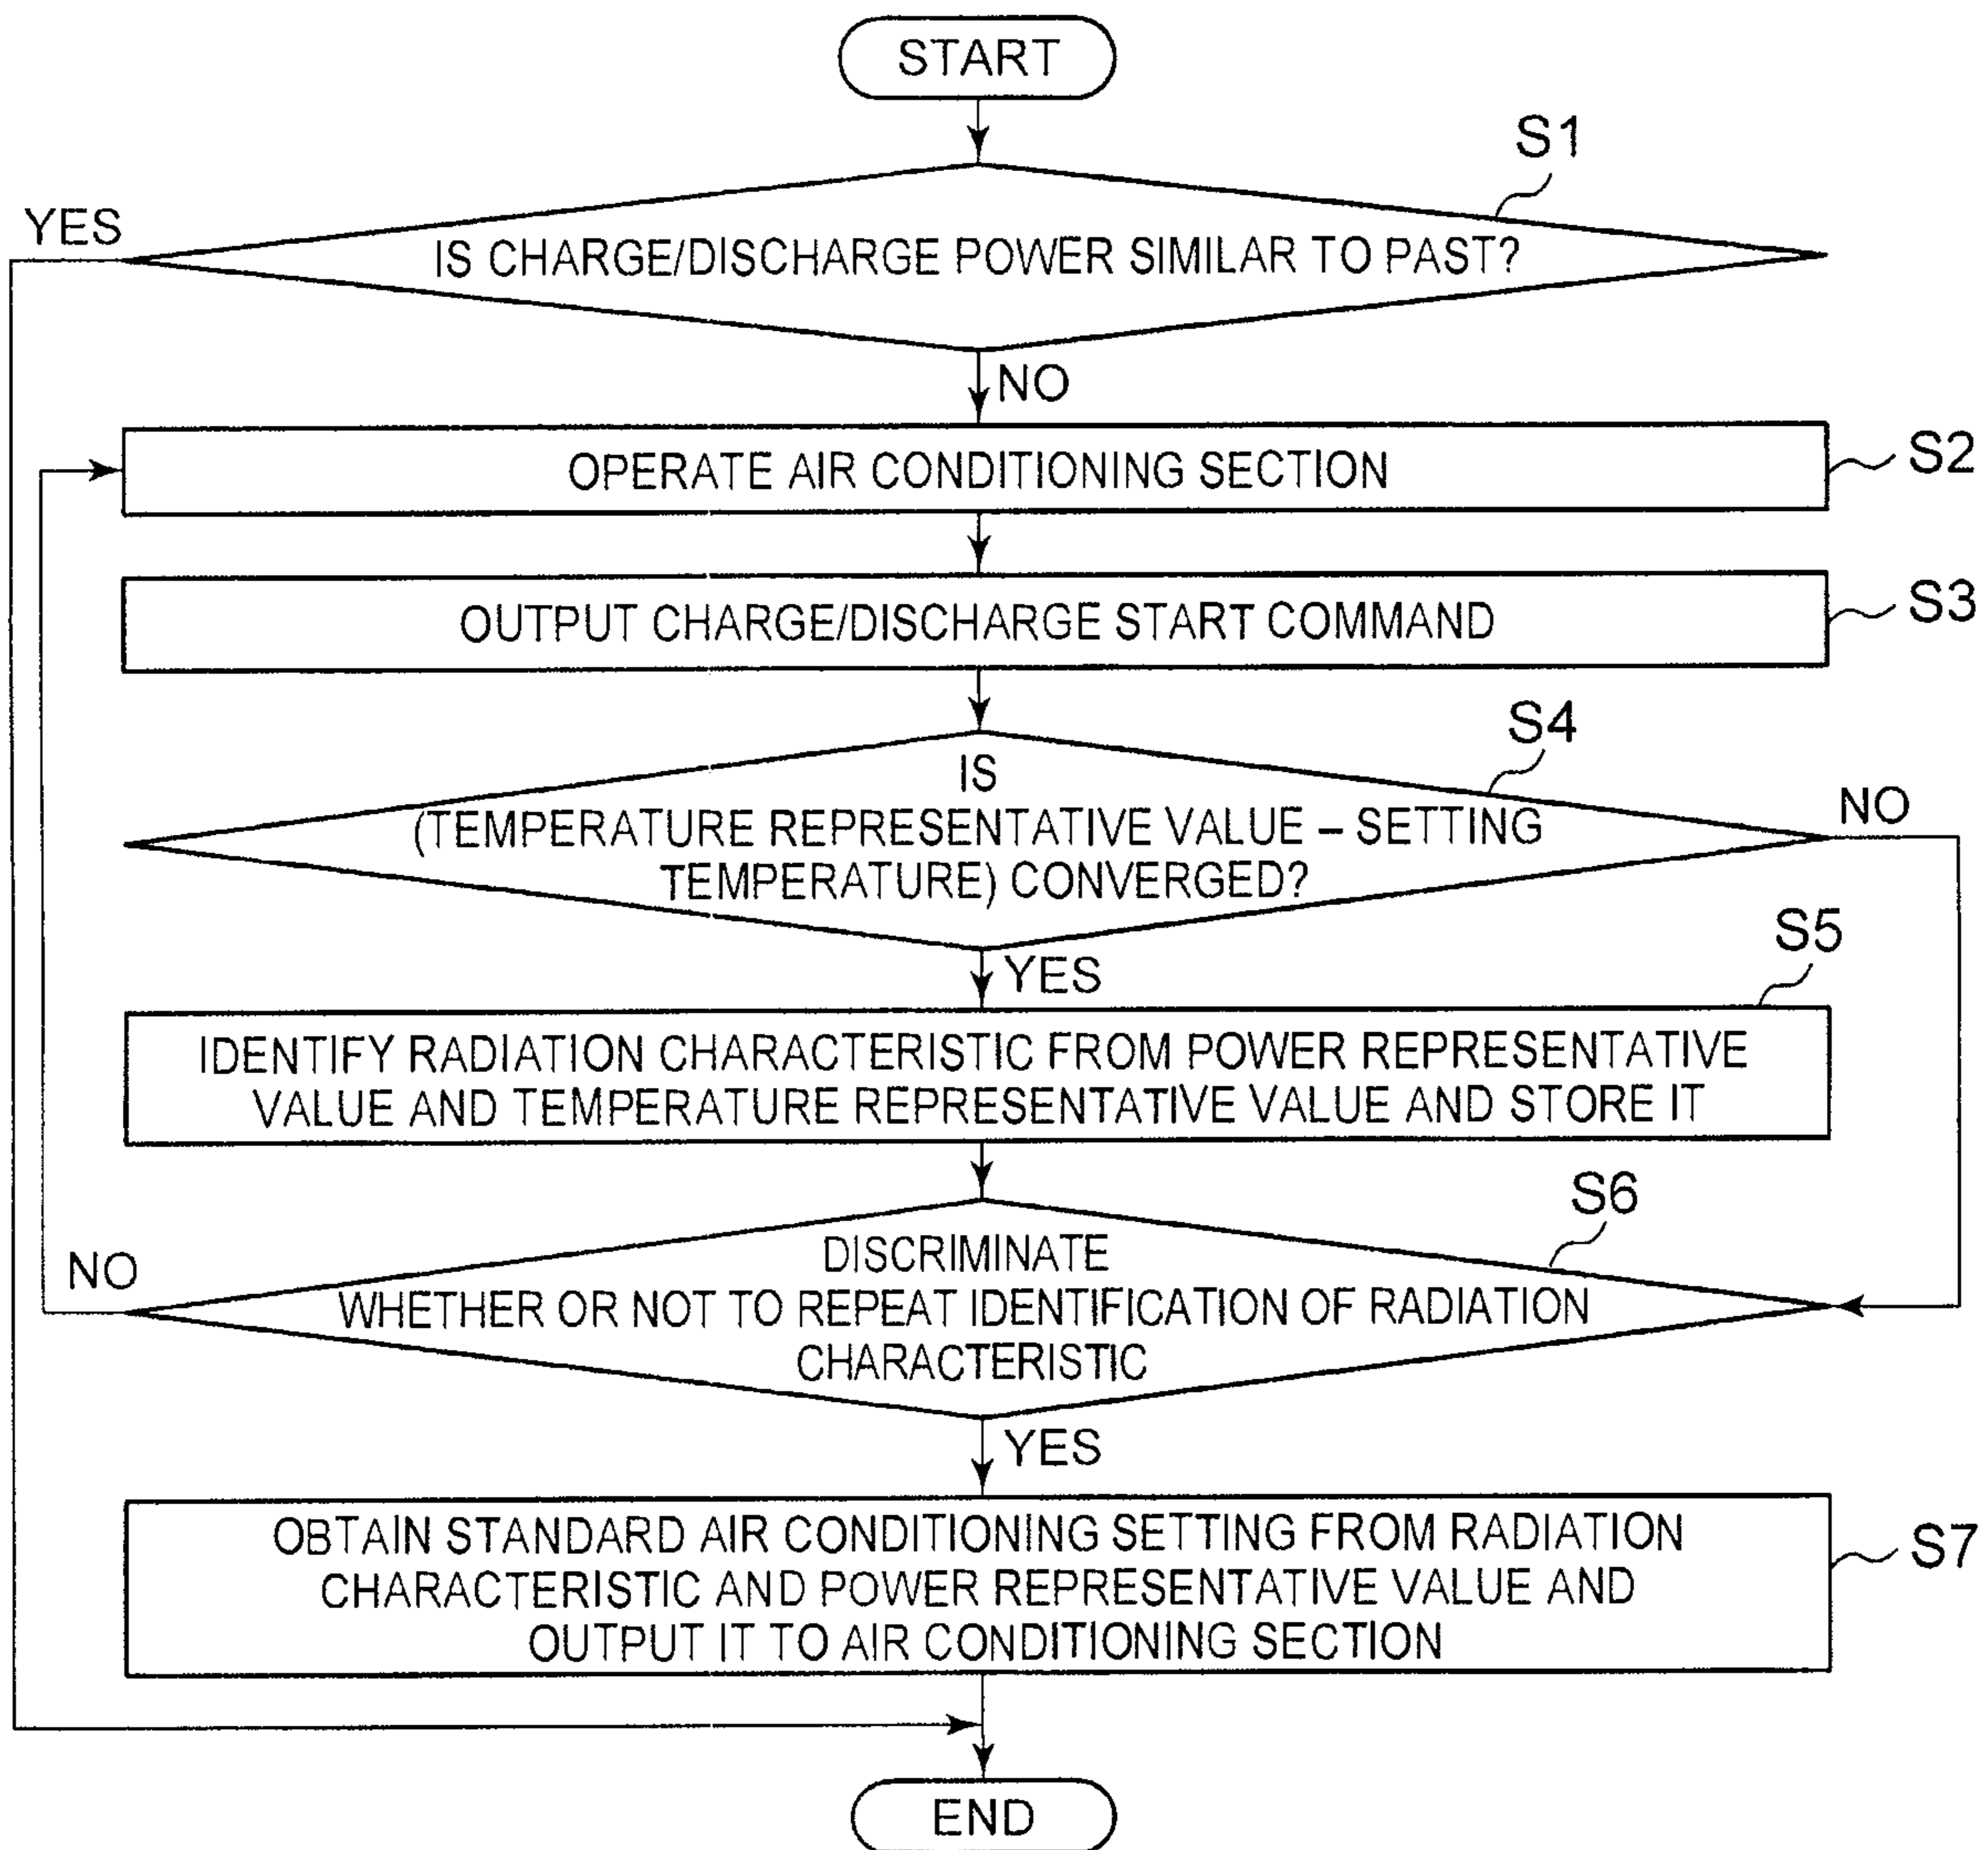 START
S1
YES
IS CHARGE/DISCHARGE POWER SIMILAR TO PAST?
NO
OPERATE AIR CONDITIONING SECTION
S2
OUTPUT CHARGE/DISCHARGE START COMMAND
S3
S4
IS
(TEMPERATURE REPRESENTATIVE VALUE – SETTING
TEMPERATURE) CONVERGED?
NO
YES
S5
IDENTIFY RADIATION CHARACTERISTIC FROM POWER REPRESENTATIVE
VALUE AND TEMPERATURE REPRESENTATIVE VALUE AND STORE IT
S6
NO
DISCRIMINATE
WHETHER OR NOT TO REPEAT IDENTIFICATION OF RADIATION
CHARACTERISTIC
YES
OBTAIN STANDARD AIR CONDITIONING SETTING FROM RADIATION
CHARACTERISTIC AND POWER REPRESENTATIVE VALUE AND
OUTPUT IT TO AIR CONDITIONING SECTION
S7
END